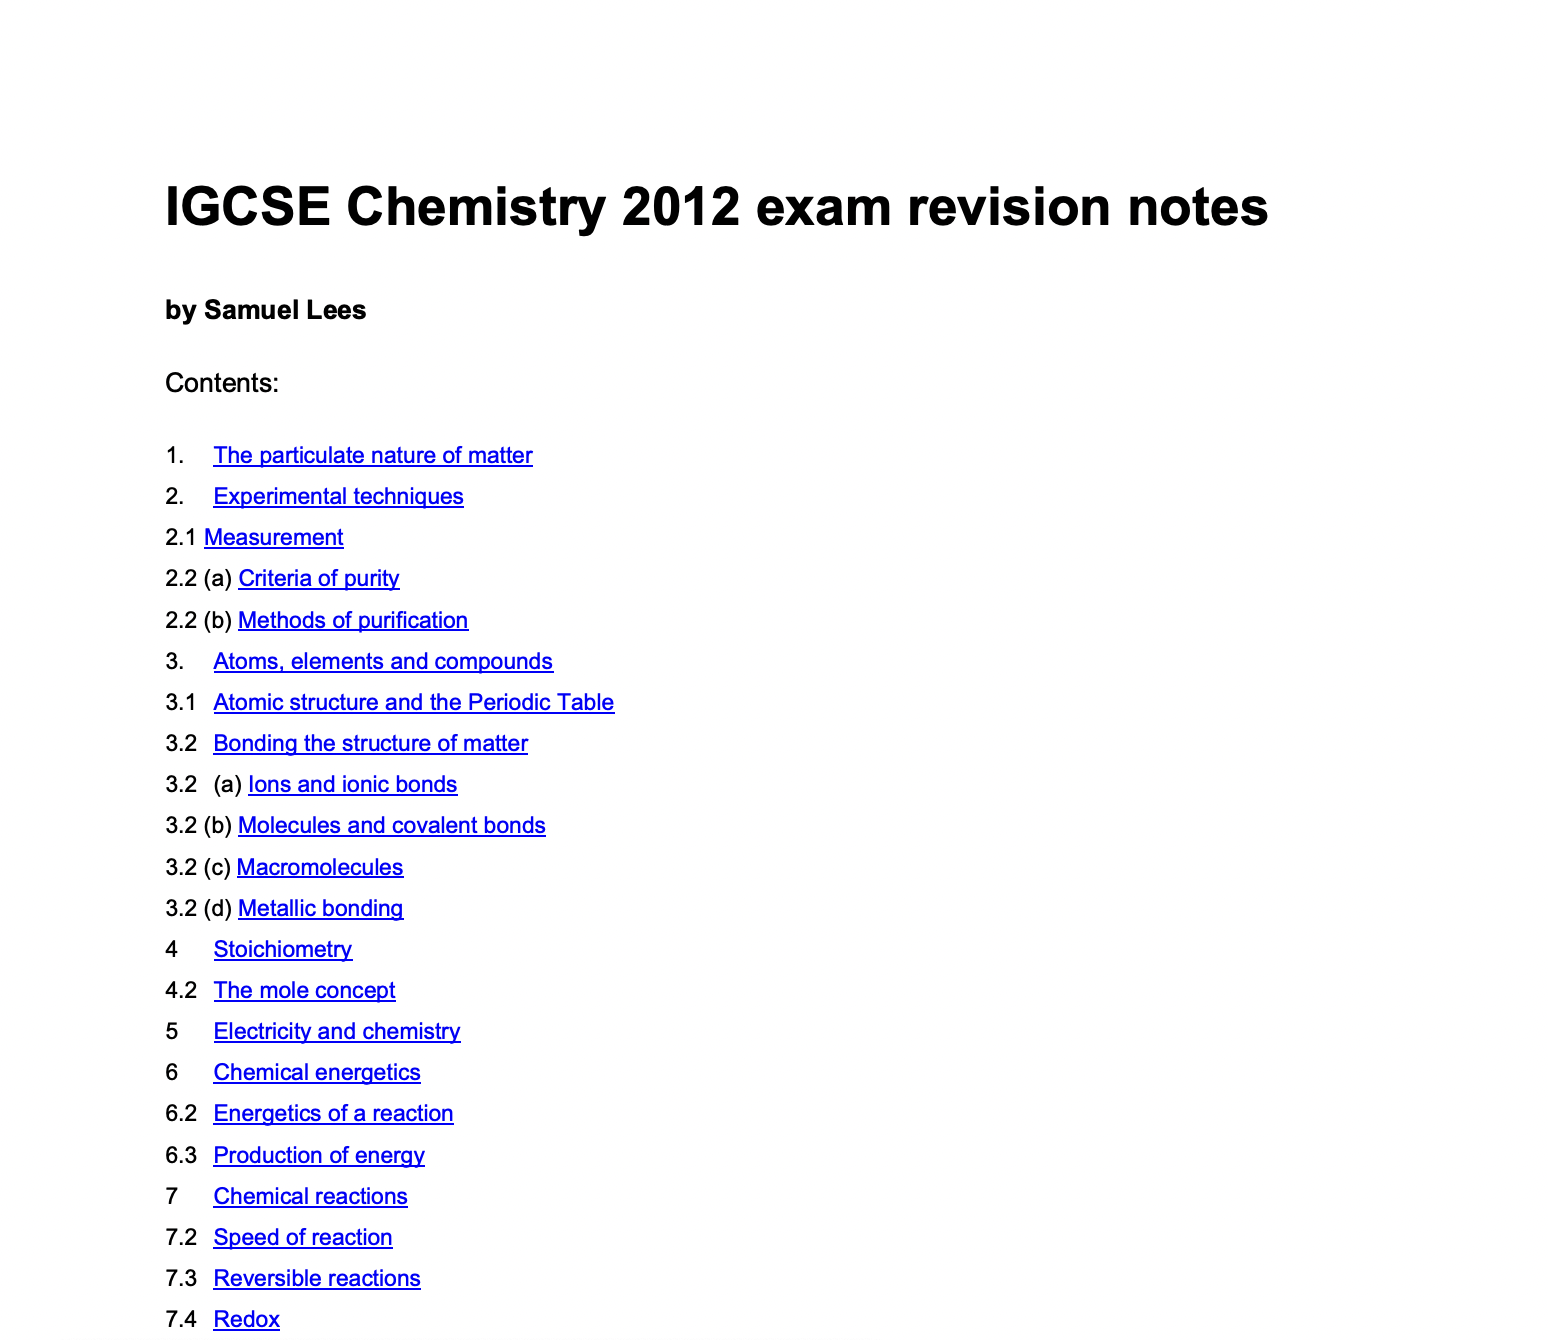 IGCSE Chemistry 2012 exam revision notes
by Samuel Lees
Contents:
1. The particulate nature of matter
2. Experimental techniques
2.1 Measurement
2.2 (a) Criteria of purity
2.2 (b) Methods of purification
3. Atoms, elements and compounds
3.1 Atomic structure and the Periodic Table
3.2 Bonding the structure of matter
3.2 (a) Ions and ionic bonds
3.2 (b) Molecules and covalent bonds
3.2 (c) Macromolecules
3.2 (d) Metallic bonding
4 Stoichiometry
4.2 The mole concept
5 Electricity and chemistry
6 Chemical energetics
6.2 Energetics of a reaction
6.3 Production of energy
7 Chemical reactions
7.2 Speed of reaction
7.3 Reversible reactions
7.4 Redox